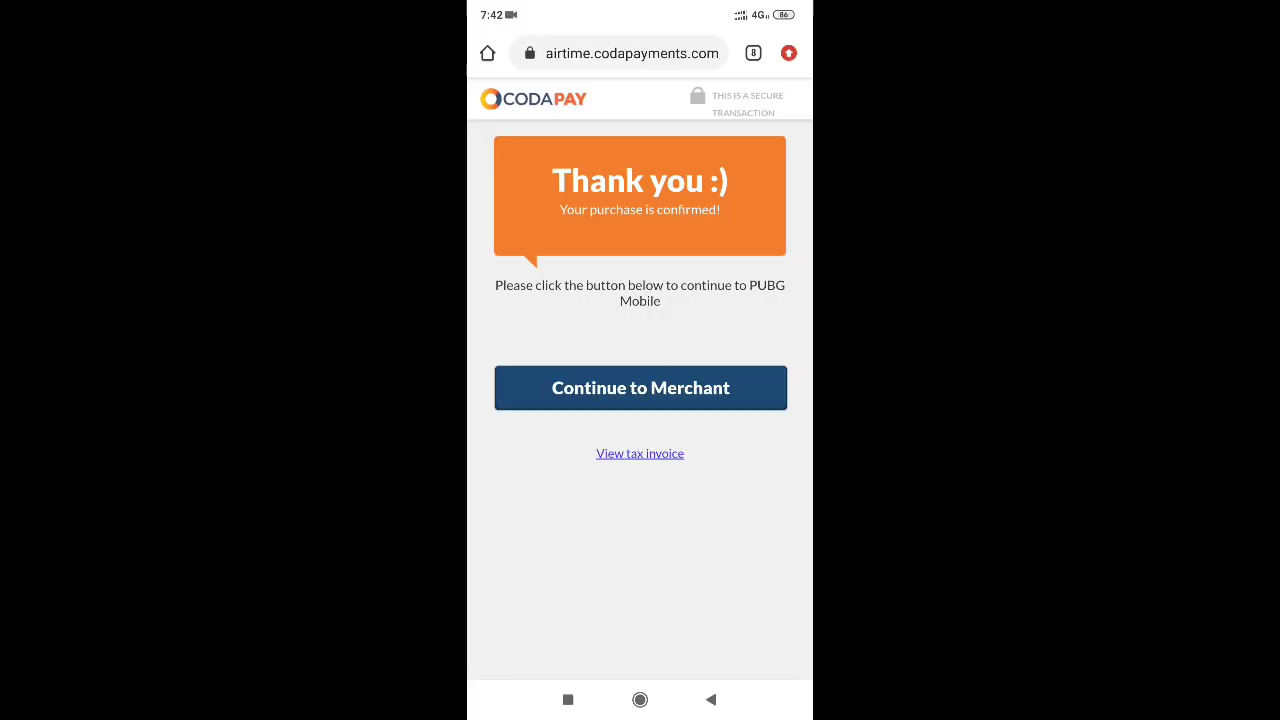 7:42 4G 86
airtime.codapayments.com 8
CODAPAY
THIS IS A SECURE
TRANSACTION
Thank you :)
Your purchase is confirmed!
Please click the button below to continue to PUBG
Mobile
Continue to Merchant
View tax invoice